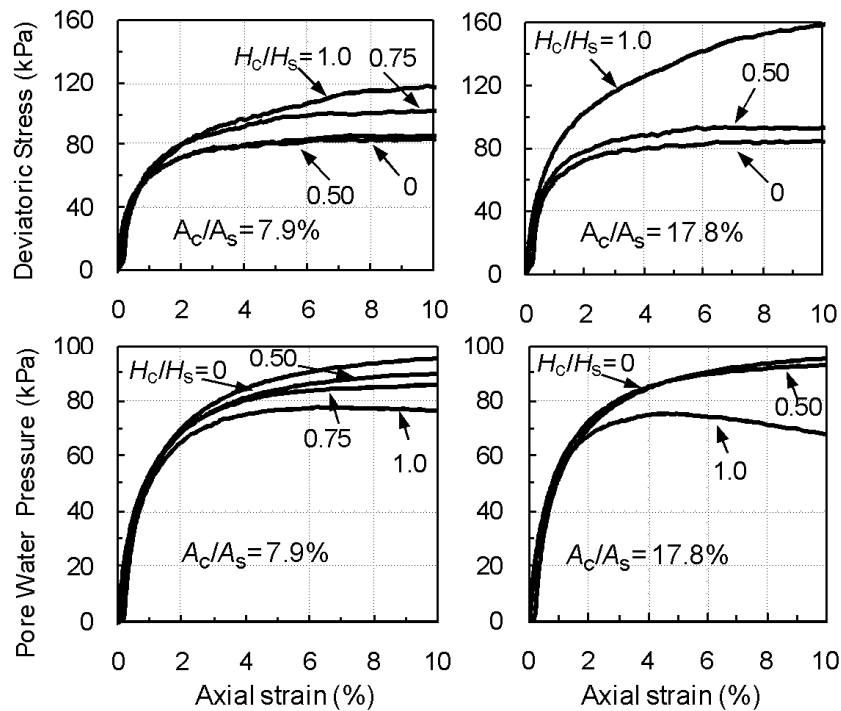 Deviatoric Stress (kPa)
160
120
80
40
0
Hc/Hs=1.0
0.75
0.50
0
Ac/As=7.9%
0 2 4 6 8 10
160
120
80
40
0
Hc/Hs=1.0
0.50
0
Ac/As=17.8%
0 2 4 6 8 10
Pore Water Pressure (kPa)
100
80
60
40
20
0
Hc/Hs=0
0.50
0.75
1.0
Ac/As=7.9%
0 2 4 6 8 10
Axial strain (%)
100
80
60
40
20
0
Hc/Hs=0
0.50
1.0
Ac/As=17.8%
0 2 4 6 8 10
Axial strain (%)